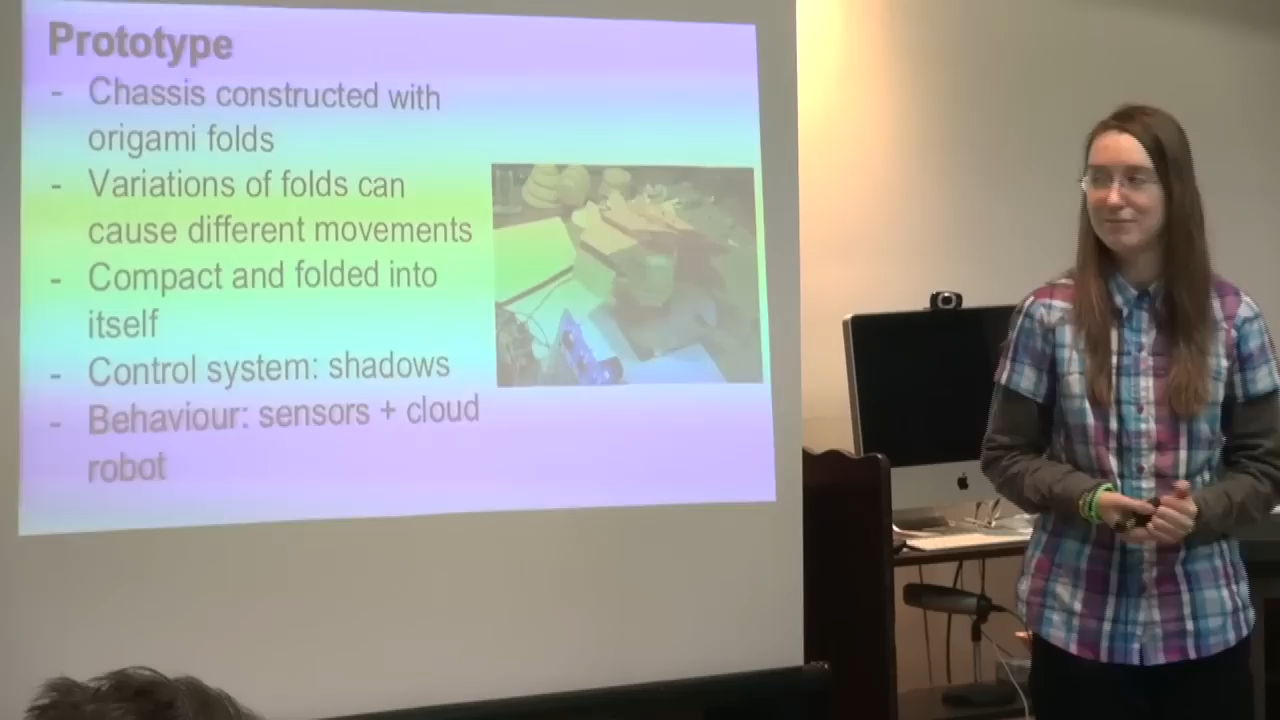 Prototype
- Chassis constructed with
origami folds
- Variations of folds can
cause different movements
- Compact and folded into
itself
- Control system: shadows
- Behaviour: sensors + cloud
robot